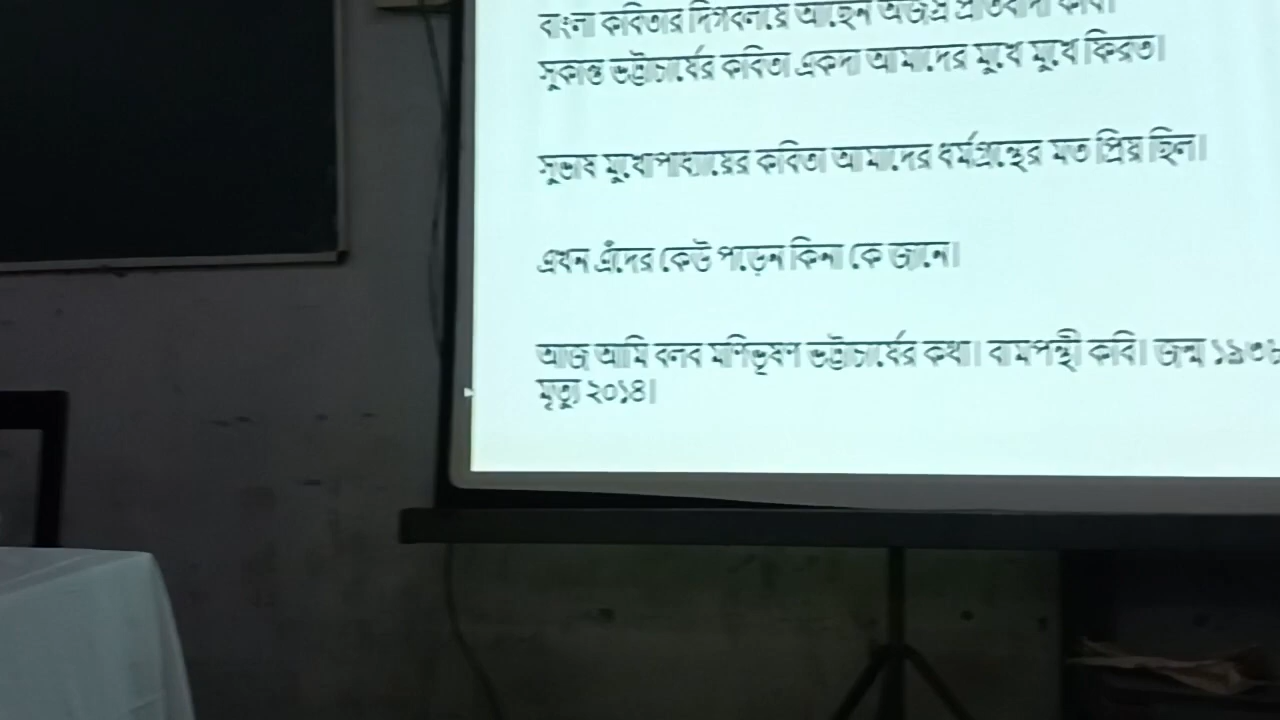 বাংলা কবিতার
সুকান্ত ভট্টাচার্যের কবিতা একদা আমাদের মুখে মুখে ফিরত।
সুভাষ মুখোপাধ্যায়ের কবিতা আমাদের ধর্মগ্রন্থের মত প্রিয় ছিল।
এখন এঁদের কেউ পড়েন কিনা কে জানে।
আজ আমি বলব মণিভূষণ ভট্টাচার্যের কথা। বামপন্থী কবি। জন্ম
মৃত্যু ২০১৪।